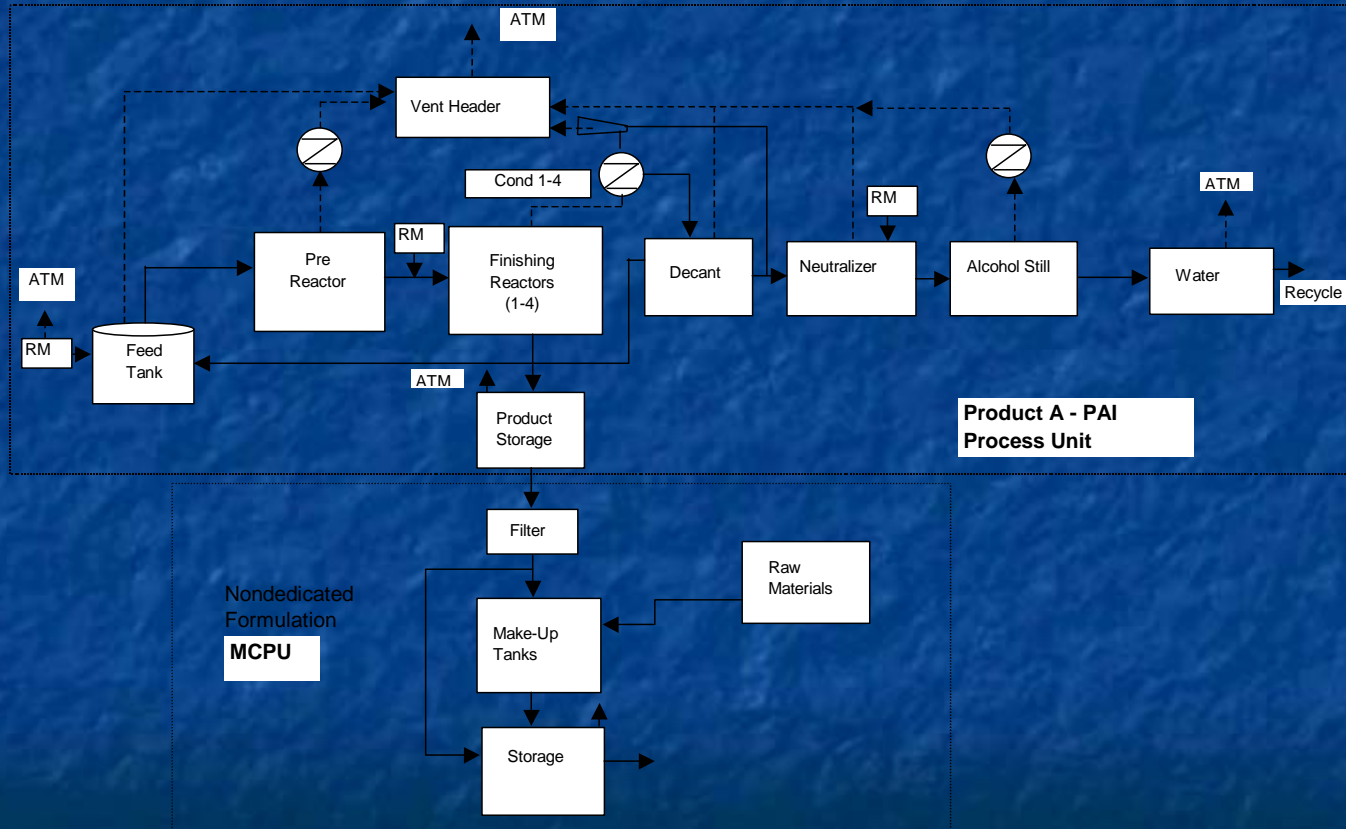 ATM
Vent Header
Cond 1-4
RM
ATM
RM
Pre
Reactor
Finishing
Reactors
(1-4)
Decant
Neutralizer
Alcohol Still
Water
Recycle
ATM
RM
Feed
Tank
ATM
Product
Storage
Product A - PAI
Process Unit
Filter
Raw
Materials
Nondedicated
Formulation
MCPU
Make-Up
Tanks
Storage